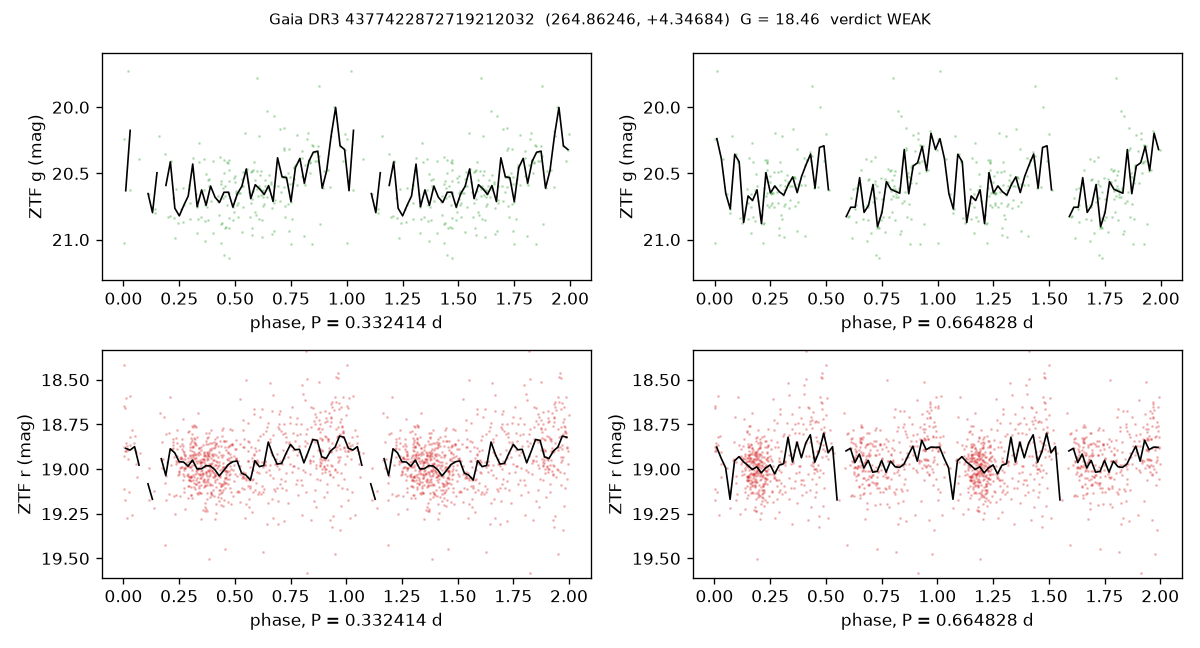 Gaia DR3 4377422872719212032 (264.86246, +4.34684) G = 18.46 verdict WEAK
ZTF g (mag)
20.0
20.5
21.0
0.00 0.25 0.50 0.75 1.00 1.25 1.50 1.75 2.00
phase, P = 0.332414 d
ZTF g (mag)
20.0
20.5
21.0
0.00 0.25 0.50 0.75 1.00 1.25 1.50 1.75 2.00
phase, P = 0.664828 d
ZTF r (mag)
18.50
18.75
19.00
19.25
19.50
0.00 0.25 0.50 0.75 1.00 1.25 1.50 1.75 2.00
phase, P = 0.332414 d
ZTF r (mag)
18.50
18.75
19.00
19.25
19.50
0.00 0.25 0.50 0.75 1.00 1.25 1.50 1.75 2.00
phase, P = 0.664828 d